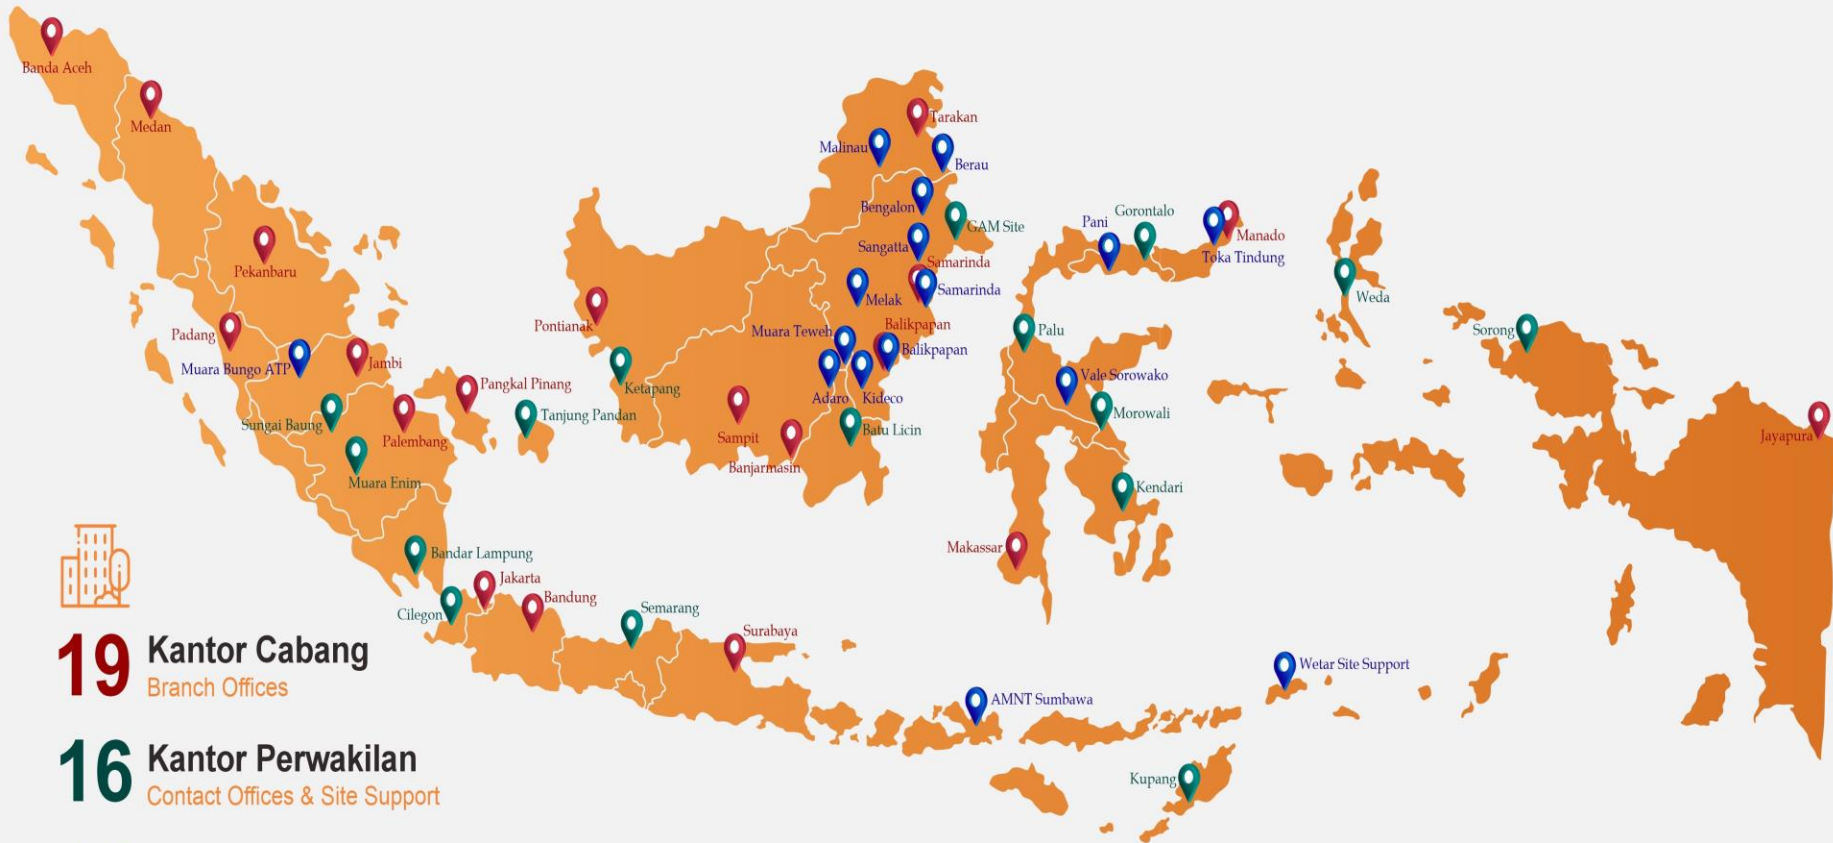 Banda Aceh
Medan
Tarakan
Malinau
Berau
Bengalon
GAM Site
Gorontalo
Pani
Manado
Toka Tindung
Sangatta
Samarinda
Samarinda
Pekanbaru
Melak
Weda
Pontianak
Padang
Muara Teweh
Balikpapan
Balikpapan
Palu
Sorong
Muara Bungo ATP
Jambi
Pangkal Pinang
Ketapang
Adaro
Kideco
Vale Sorowako
Sungai Baung
Palembang
Tanjung Pandan
Sampit
Batu Licin
Morowali
Jayapura
Banjarmasin
Muara Enim
Kendari
Makassar
Bandar Lampung
Jakarta
Bandung
Cilegon
Semarang
Surabaya
Wetar Site Support
AMNT Sumbawa
Kupang
19 Kantor Cabang
Branch Offices
16 Kantor Perwakilan
Contact Offices & Site Support